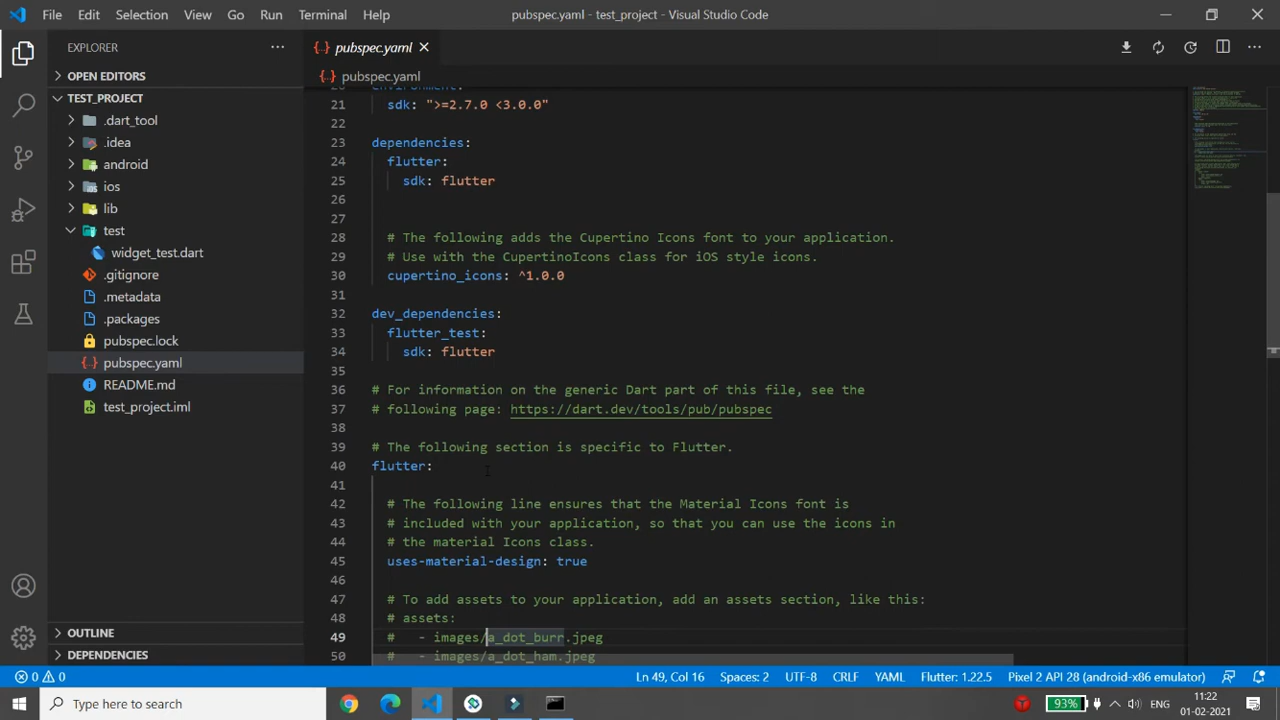 File Edit Selection View Go Run Terminal Help
pubspec.yaml - test_project - Visual Studio Code
EXPLORER
OPEN EDITORS
TEST_PROJECT
.dart_tool
.idea
android
ios
lib
test
widget_test.dart
.gitignore
.metadata
.packages
pubspec.lock
pubspec.yaml
README.md
test_project.iml
OUTLINE
DEPENDENCIES
pubspec.yaml
pubspec.yaml
20 environment:
21 sdk: ">=2.7.0 <3.0.0"
22
23 dependencies:
24 flutter:
25 sdk: flutter
26
27
28 # The following adds the Cupertino Icons font to your application.
29 # Use with the CupertinoIcons class for iOS style icons.
30 cupertino_icons: ^1.0.0
31
32 dev_dependencies:
33 flutter_test:
34 sdk: flutter
35
36 # For information on the generic Dart part of this file, see the
37 # following page: https://dart.dev/tools/pub/pubspec
38
39 # The following section is specific to Flutter.
40 flutter:
41
42 # The following line ensures that the Material Icons font is
43 # included with your application, so that you can use the icons in
44 # the material Icons class.
45 uses-material-design: true
46
47 # To add assets to your application, add an assets section, like this:
48 # assets:
49 #   - images/a_dot_burr.jpeg
50 #   - images/a_dot_ham.jpeg
0 0 Ln 49, Col 16 Spaces: 2 UTF-8 CRLF YAML Flutter: 1.22.5 Pixel 2 API 28 (android-x86 emulator)
Type here to search
93%
ENG
11:22
01-02-2021